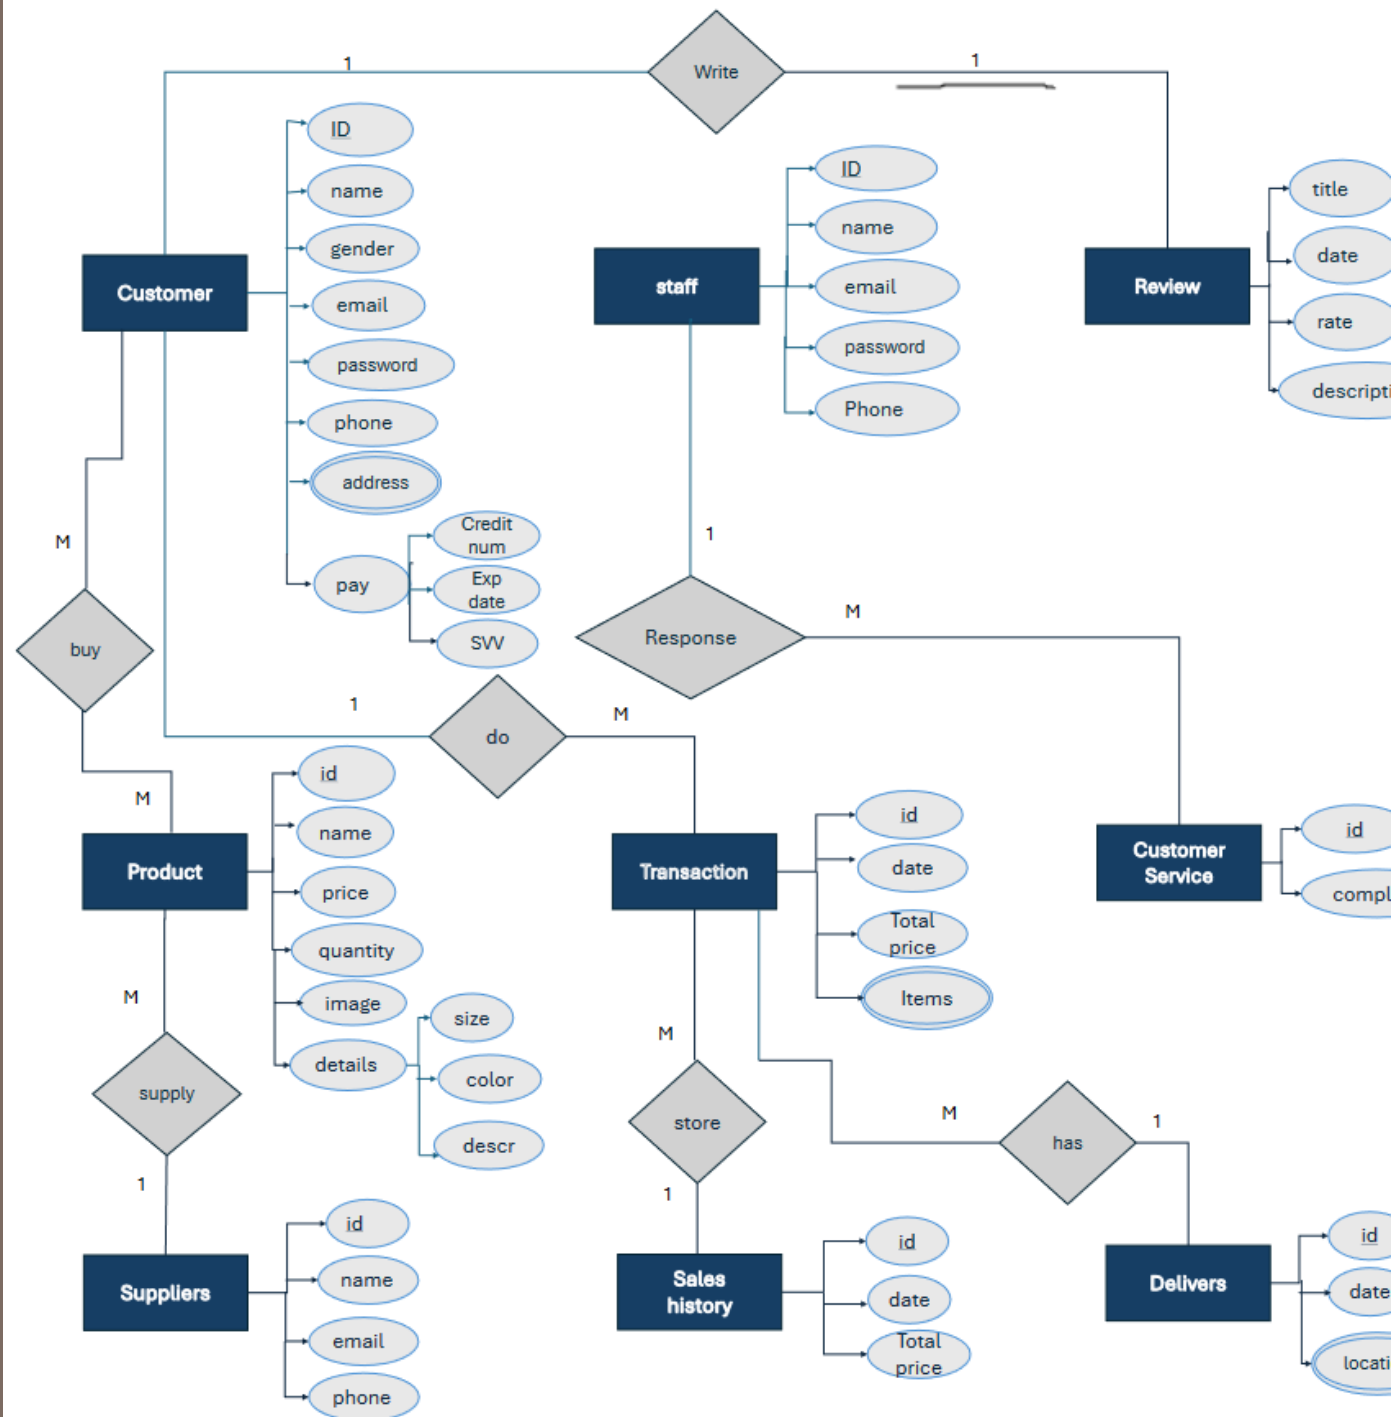 1
Write
1
ID
name
gender
email
password
phone
address
pay
Credit
num
Exp
date
SVV
Customer
ID
name
email
password
Phone
staff
title
date
rate
descripti
Review
M
buy
M
1
Response
M
1
do
M
id
name
price
quantity
image
details
size
color
descr
Product
Transaction
id
date
Total
price
Items
Customer
Service
id
compl
M
supply
1
M
store
1
M
has
1
Suppliers
id
name
email
phone
Sales
history
id
date
Total
price
Delivers
id
date
locati